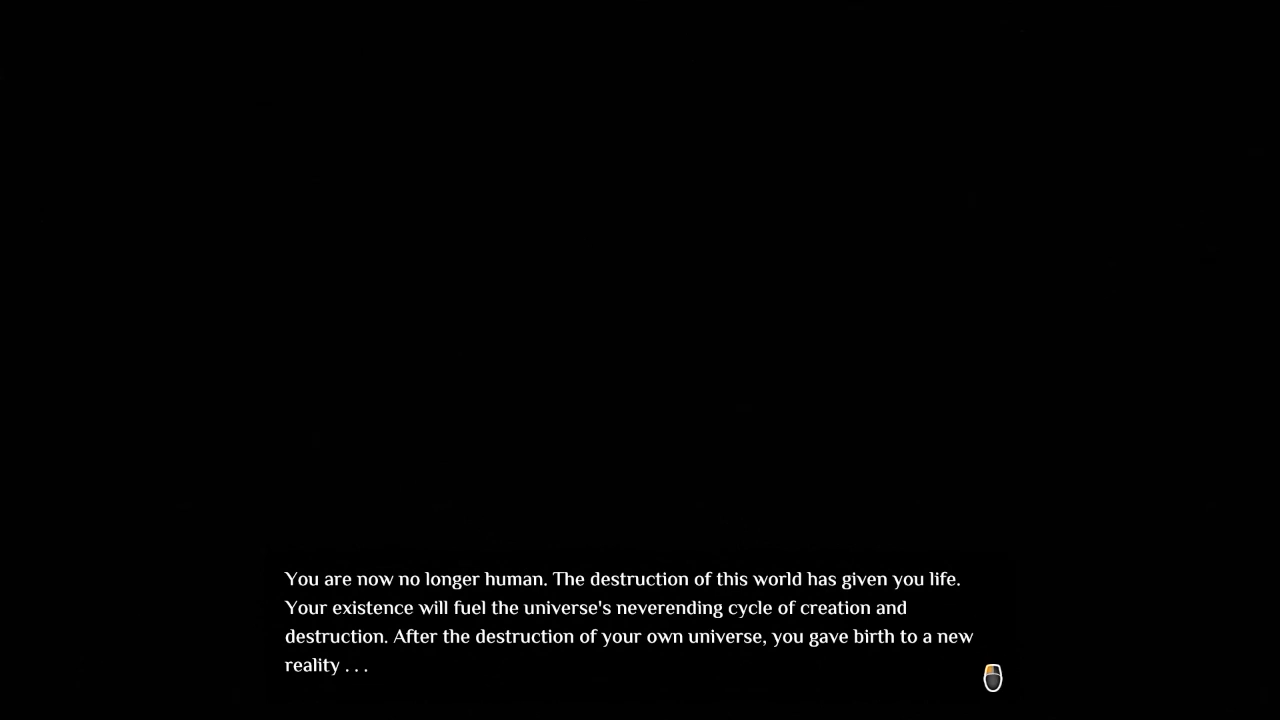 You are now no longer human. The destruction of this world has given you life.
Your existence will fuel the universe's neverending cycle of creation and
destruction. After the destruction of your own universe, you gave birth to a new
reality . . .